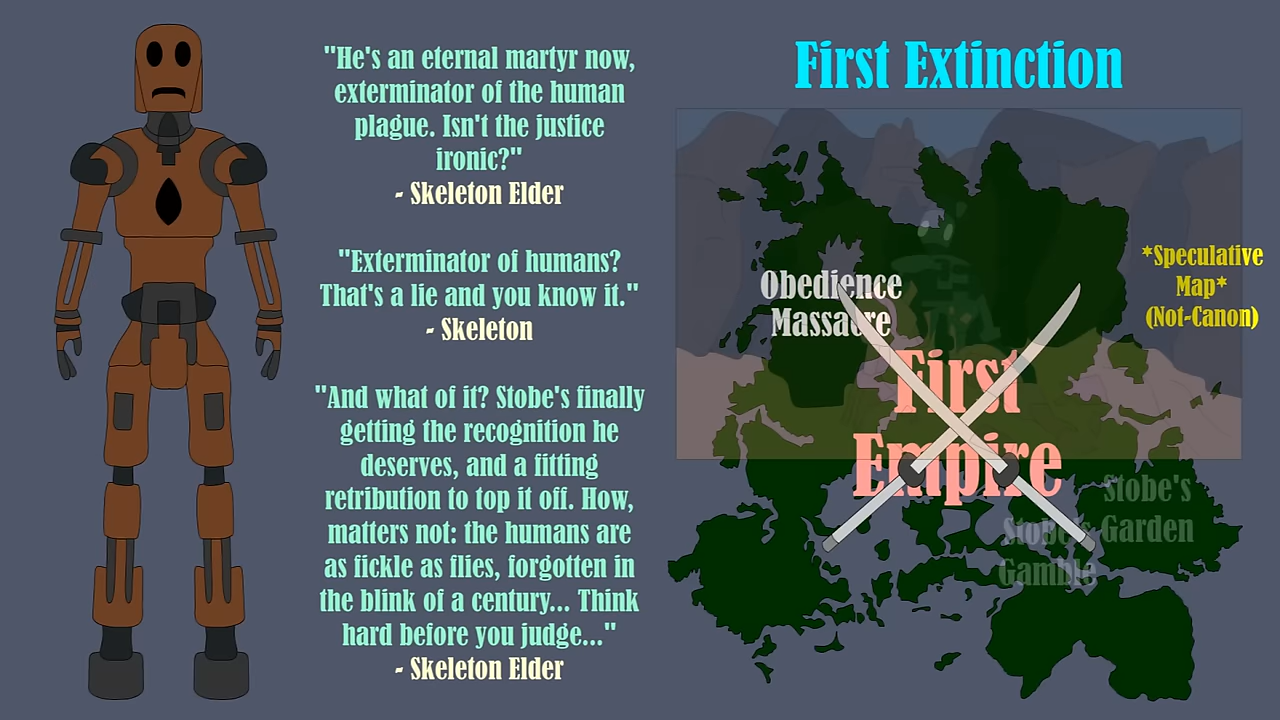 "He's an eternal martyr now,
exterminator of the human
plague. Isn't the justice
ironic?"
- Skeleton Elder
"Exterminator of humans?
That's a lie and you know it."
- Skeleton
"And what of it? Stobe's finally
getting the recognition he
deserves, and a fitting
retribution to top it off. How,
matters not: the humans are
as fickle as flies, forgotten in
the blink of a century... Think
hard before you judge..."
- Skeleton Elder
First Extinction
*Speculative
Map*
(Not-Canon)
Obedience
Massacre
First
Empire
Stobe's
Garden
Stobe's
Gamble